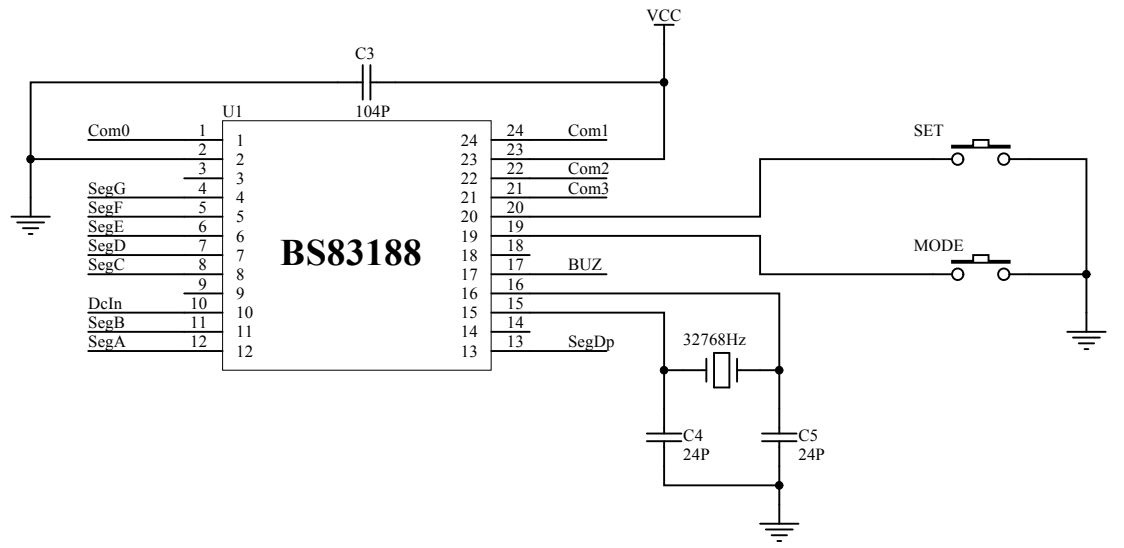 VCC
C3
104P
U1
Com0 1 1
2 2
3 3
SegG 4 4
SegF 5 5
SegE 6 6
SegD 7 7
SegC 8 8
9 9
DcIn 10 10
SegB 11 11
SegA 12 12
BS83188
24 24 Com1
23 23
22 22 Com2
21 21 Com3
20 20
19 19
18 18
17 17 BUZ
16 16
15 15
14 14
13 13 SegDp
SET
MODE
32768Hz
C4
24P
C5
24P